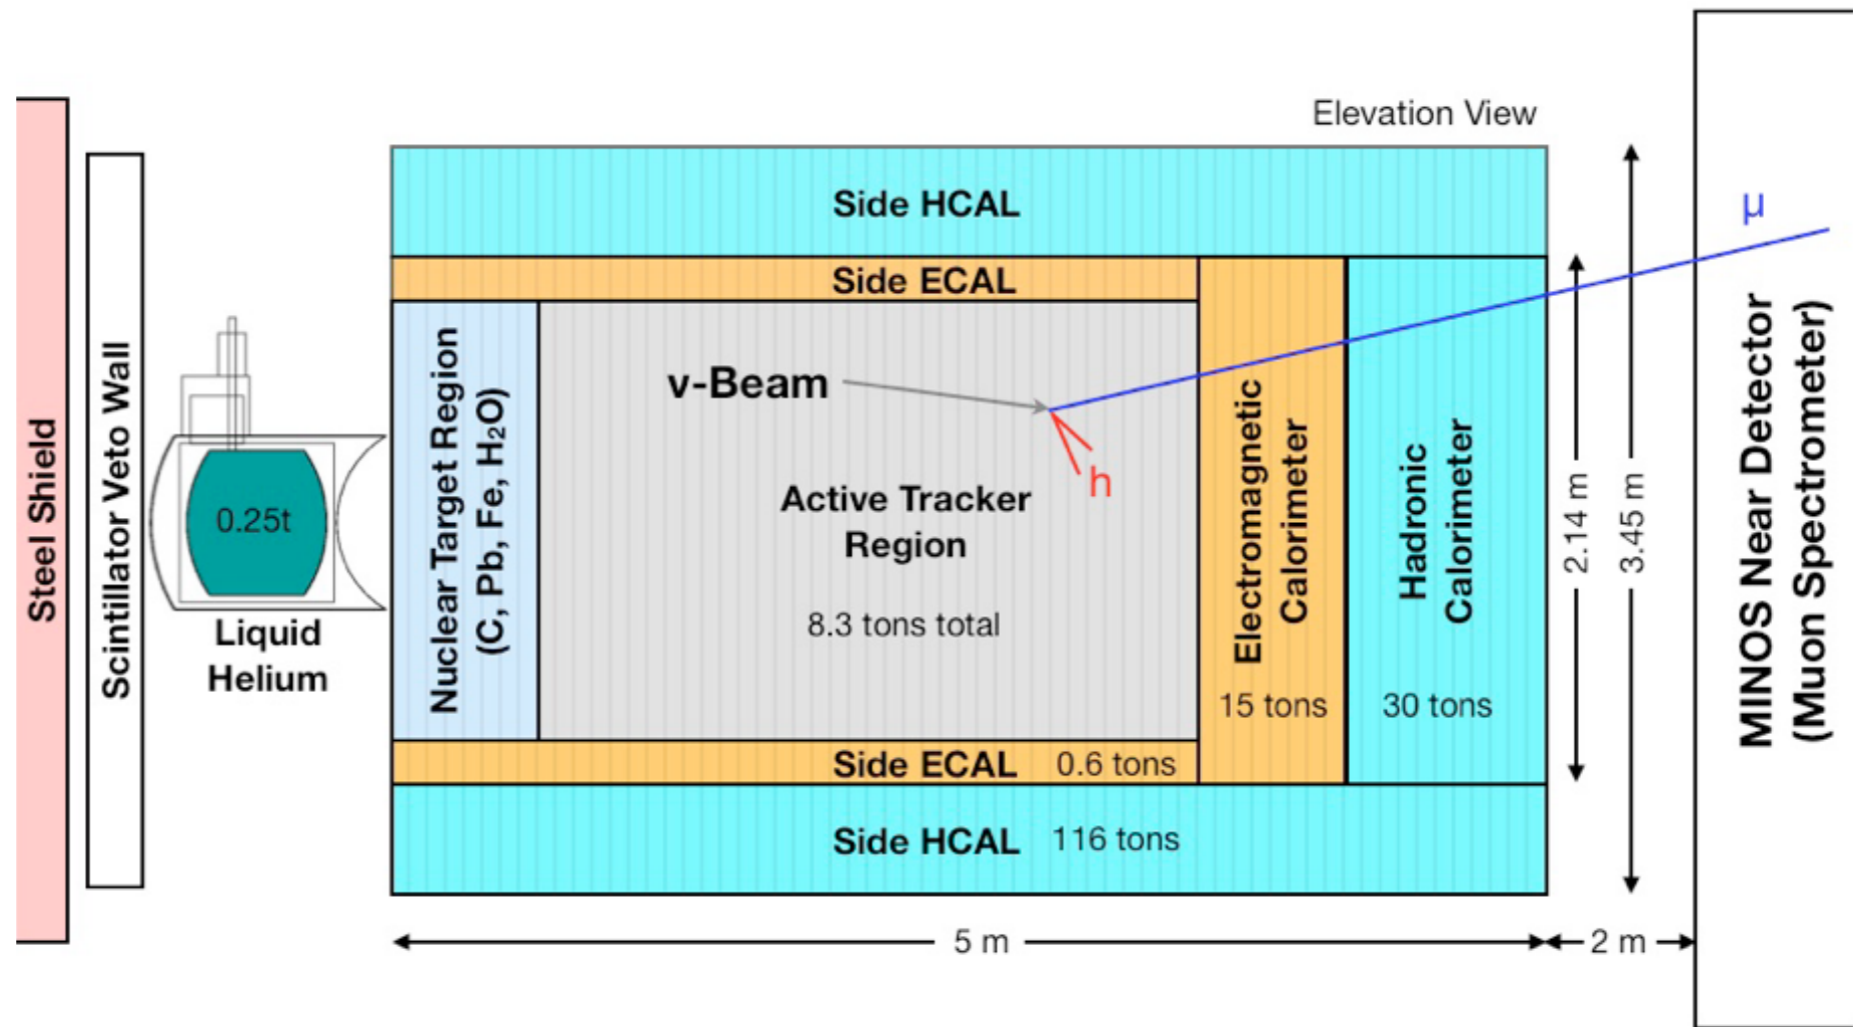 Elevation View
Steel Shield
Scintillator Veto Wall
0.25t
Liquid
Helium
Side HCAL
Side ECAL
Nuclear Target Region
(C, Pb, Fe, H₂O)
ν-Beam
h
μ
Active Tracker
Region
8.3 tons total
Electromagnetic
Calorimeter
15 tons
Hadronic
Calorimeter
30 tons
Side ECAL 0.6 tons
Side HCAL 116 tons
2.14 m
3.45 m
5 m
2 m
MINOS Near Detector
(Muon Spectrometer)